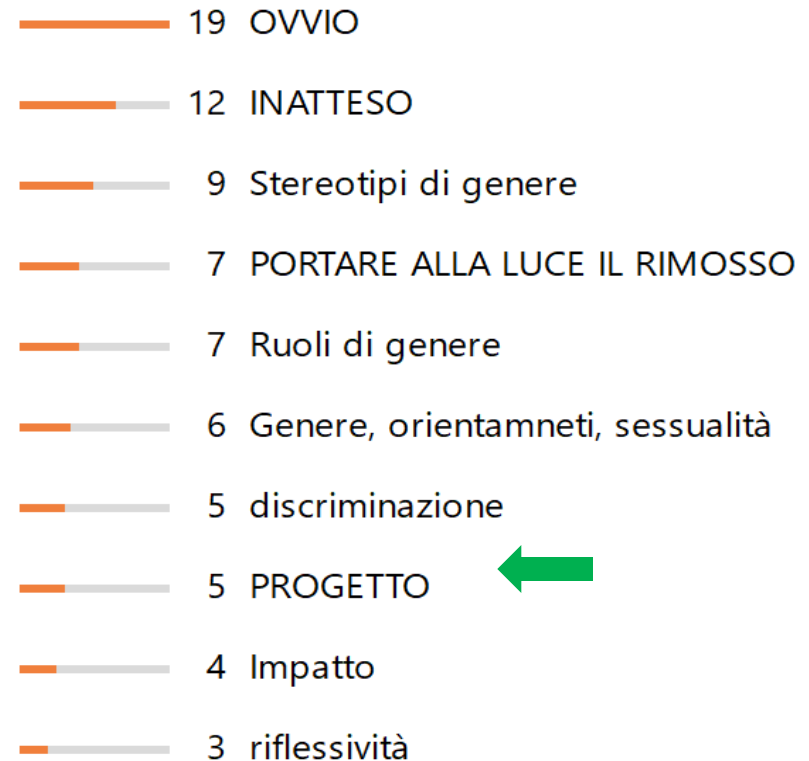 19 OVVIO
12 INATTESO
9 Stereotipi di genere
7 PORTARE ALLA LUCE IL RIMOSSO
7 Ruoli di genere
6 Genere, orientamneti, sessualità
5 discriminazione
5 PROGETTO
4 Impatto
3 riflessività